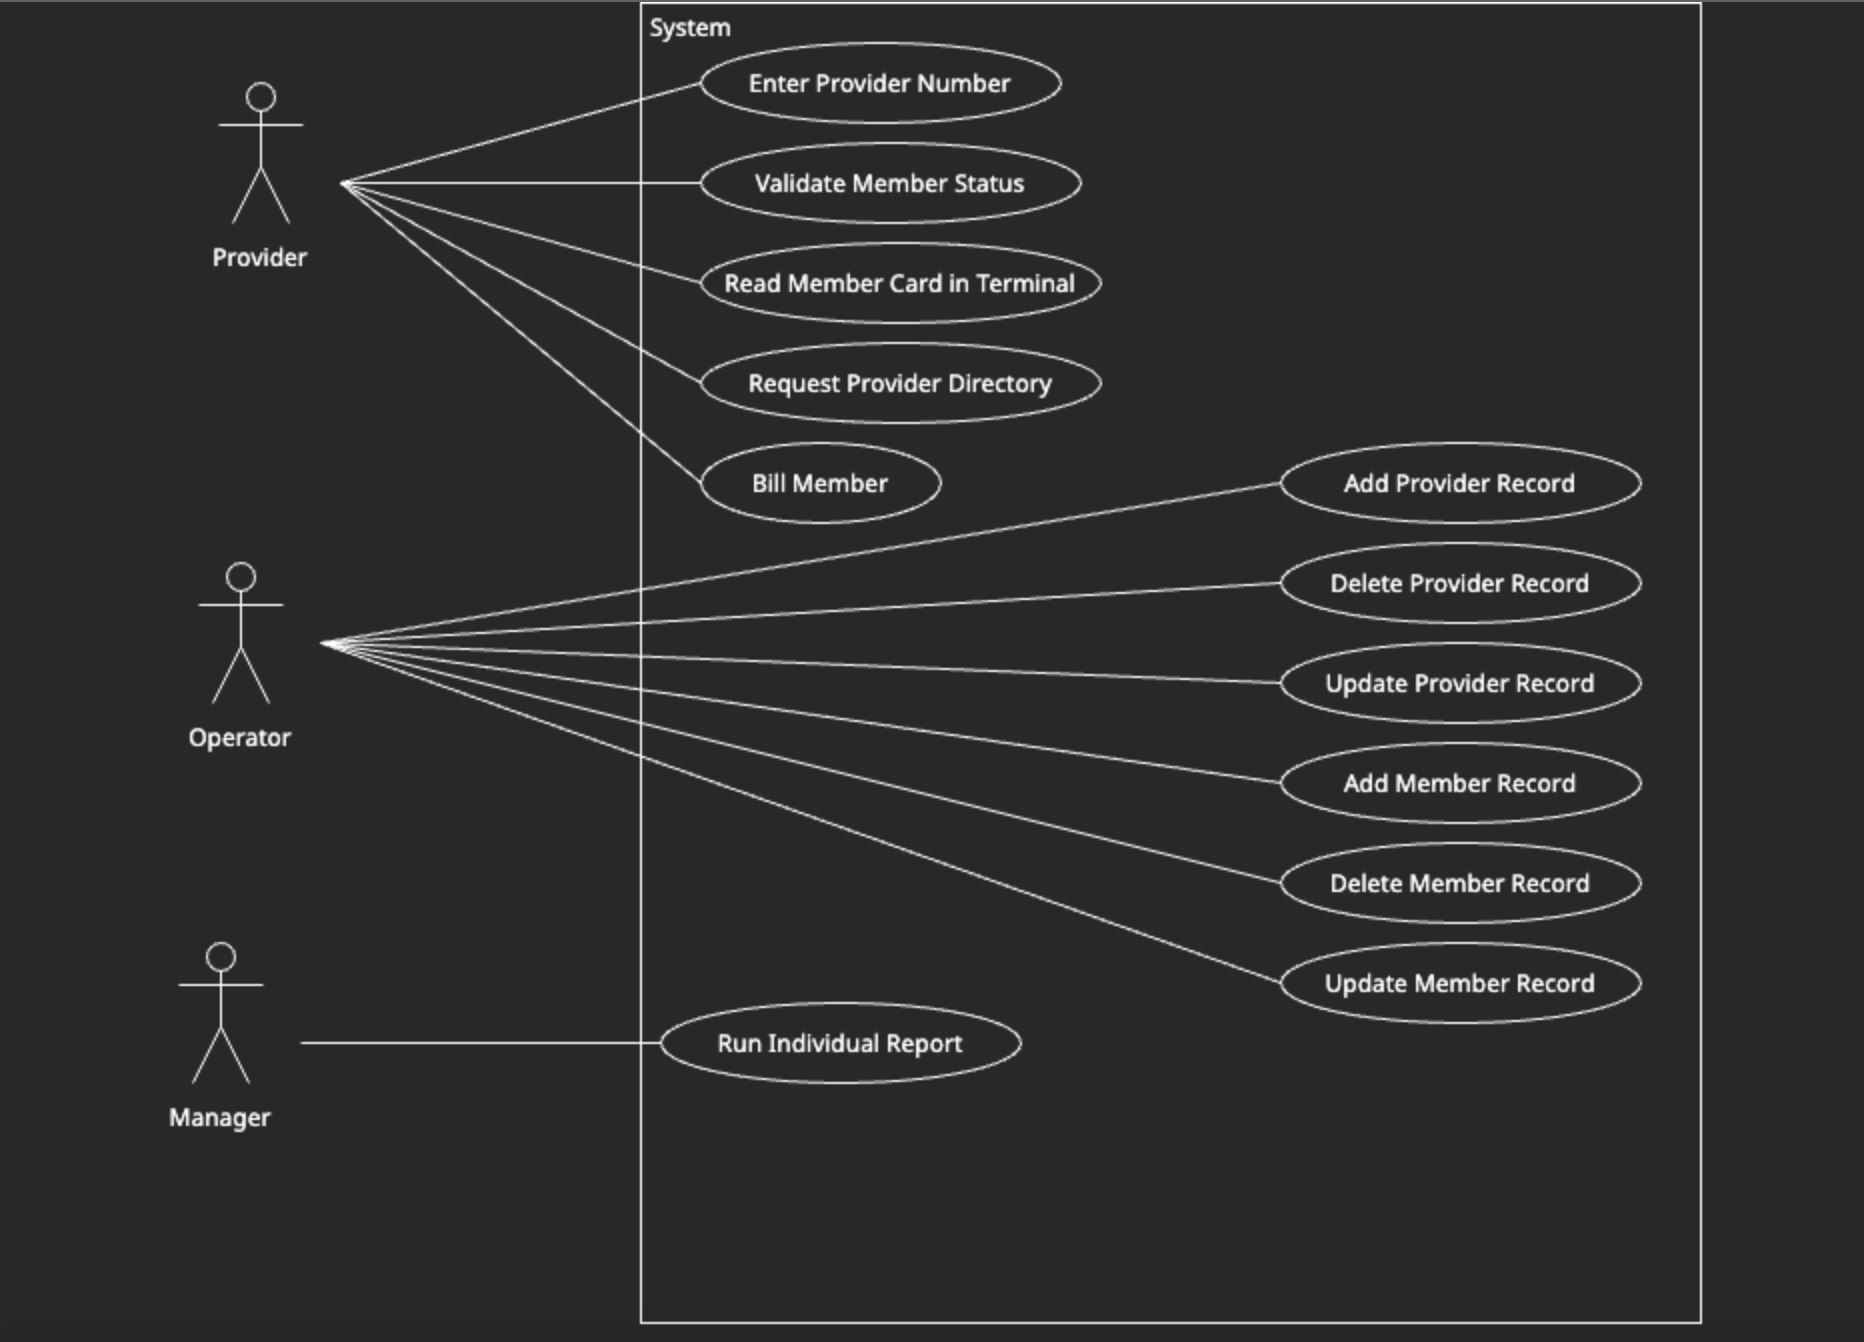 System
Enter Provider Number
Validate Member Status
Provider
Read Member Card in Terminal
Request Provider Directory
Bill Member
Add Provider Record
Delete Provider Record
Update Provider Record
Operator
Add Member Record
Delete Member Record
Update Member Record
Run Individual Report
Manager